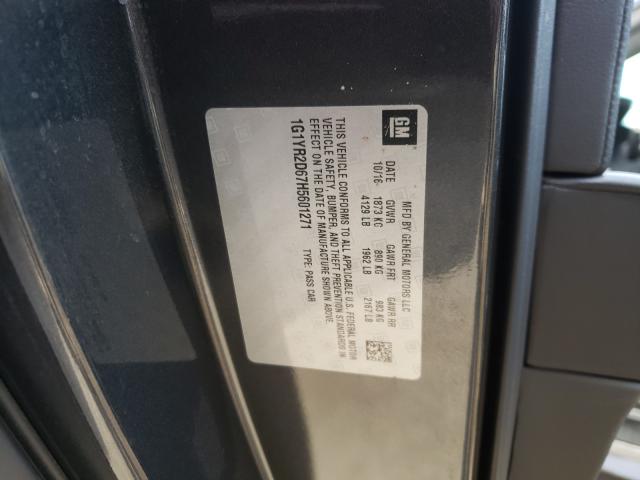 GM
MFD BY GENERAL MOTORS LLC
DATE GVWR GAWR FRT GAWR RR
10/16 1873 KG 890 KG 983 KG
4129 LB 1962 LB 2167 LB
THIS VEHICLE CONFORMS TO ALL APPLICABLE U.S. FEDERAL MOTOR
VEHICLE SAFETY, BUMPER, AND THEFT PREVENTION STANDARDS IN
EFFECT ON THE DATE OF MANUFACTURE SHOWN ABOVE.
1G1YR2D67H5601271 TYPE: PASS CAR